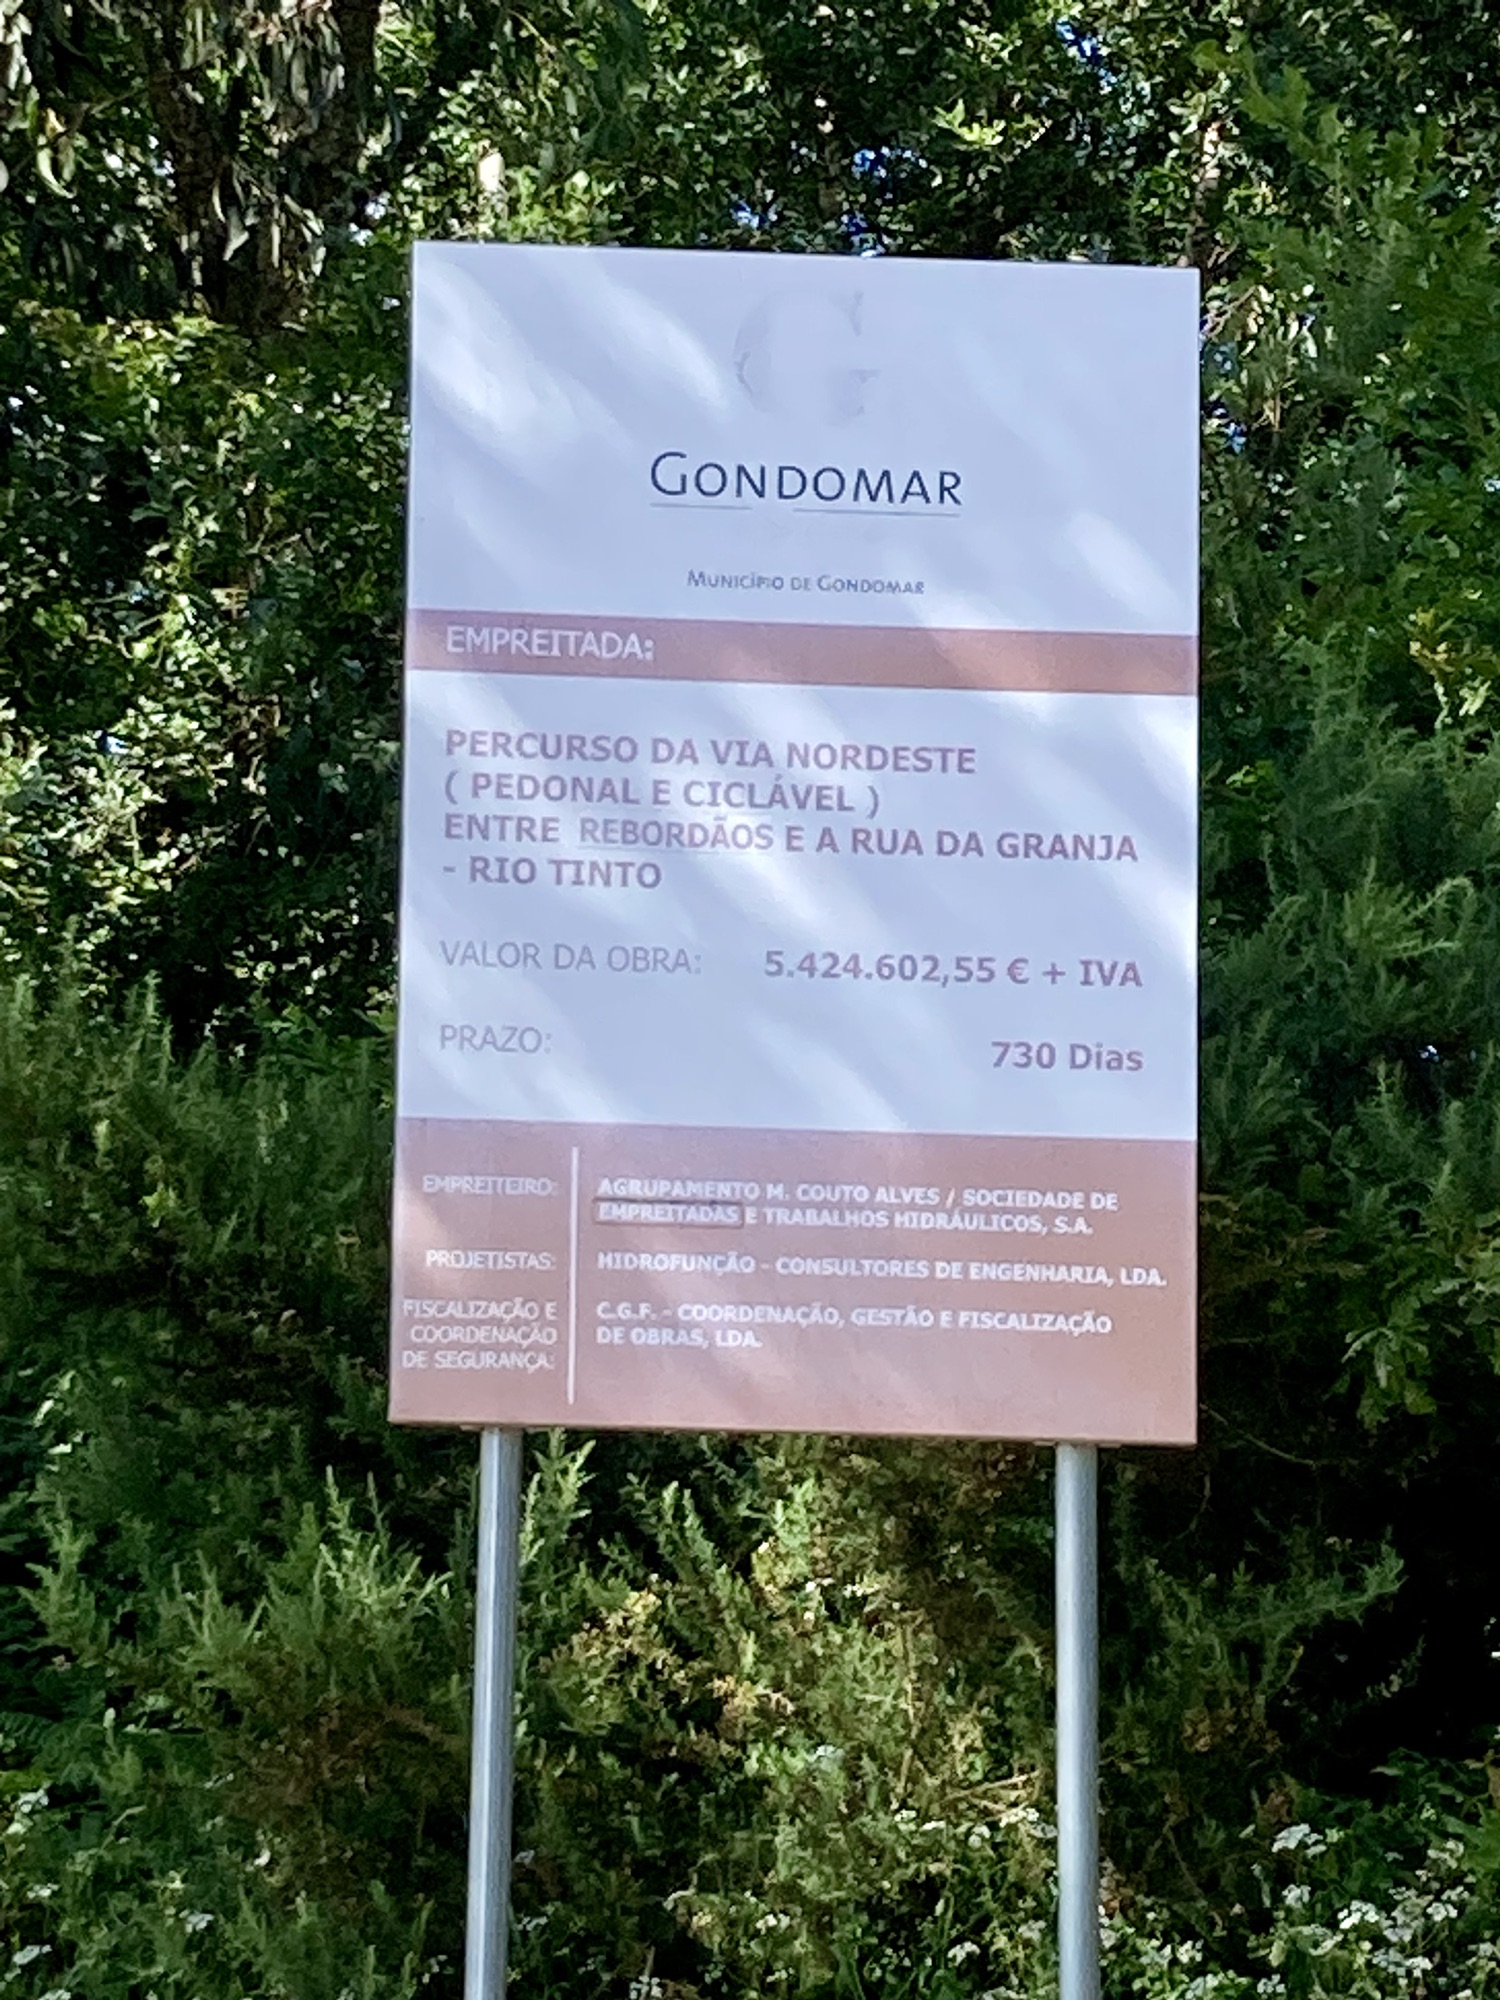 G
GONDOMAR
MUNICÍPIO DE GONDOMAR
EMPREITADA:
PERCURSO DA VIA NORDESTE
( PEDONAL E CICLÁVEL )
ENTRE REBORDÃOS E A RUA DA GRANJA
- RIO TINTO
VALOR DA OBRA: 5.424.602,55 € + IVA
PRAZO: 730 Dias
EMPREITEIRO: AGRUPAMENTO M. COUTO ALVES / SOCIEDADE DE
EMPREITADAS E TRABALHOS HIDRÁULICOS, S.A.
PROJETISTAS: HIDROFUNÇÃO - CONSULTORES DE ENGENHARIA, LDA.
FISCALIZAÇÃO E
COORDENAÇÃO
DE SEGURANÇA:
C.G.F. - COORDENAÇÃO, GESTÃO E FISCALIZAÇÃO
DE OBRAS, LDA.